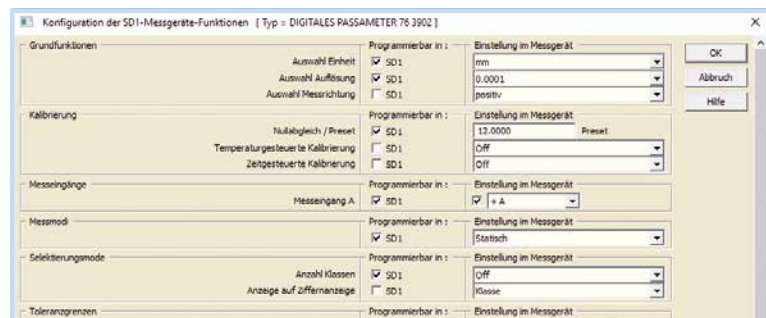 Konfiguration der SD1-Messgeräte-Funktionen [ Typ = DIGITALES PASSAMETER 76 3902 ]
Grundfunktionen Programmierbar in : Einstellung im Messgerät
Auswahl Einheit SD1 mm
Auswahl Auflösung SD1 0.0001
Auswahl Messrichtung SD1 positiv
OK
Abbruch
Hilfe
Kalibrierung Programmierbar in : Einstellung im Messgerät
Nullabgleich / Preset SD1 12.0000 Preset
Temperaturgesteuerte Kalibrierung SD1 Off
Zeitgesteuerte Kalibrierung SD1 Off
Messeingänge Programmierbar in : Einstellung im Messgerät
Messeingang A SD1 + A
Messmodi Programmierbar in : Einstellung im Messgerät
SD1 Statisch
Selektierungsmode Programmierbar in : Einstellung im Messgerät
Anzahl Klassen SD1 Off
Anzeige auf Ziffernanzeige SD1 Klasse
Toleranzgrenzen Programmierbar in : Einstellung im Messgerät